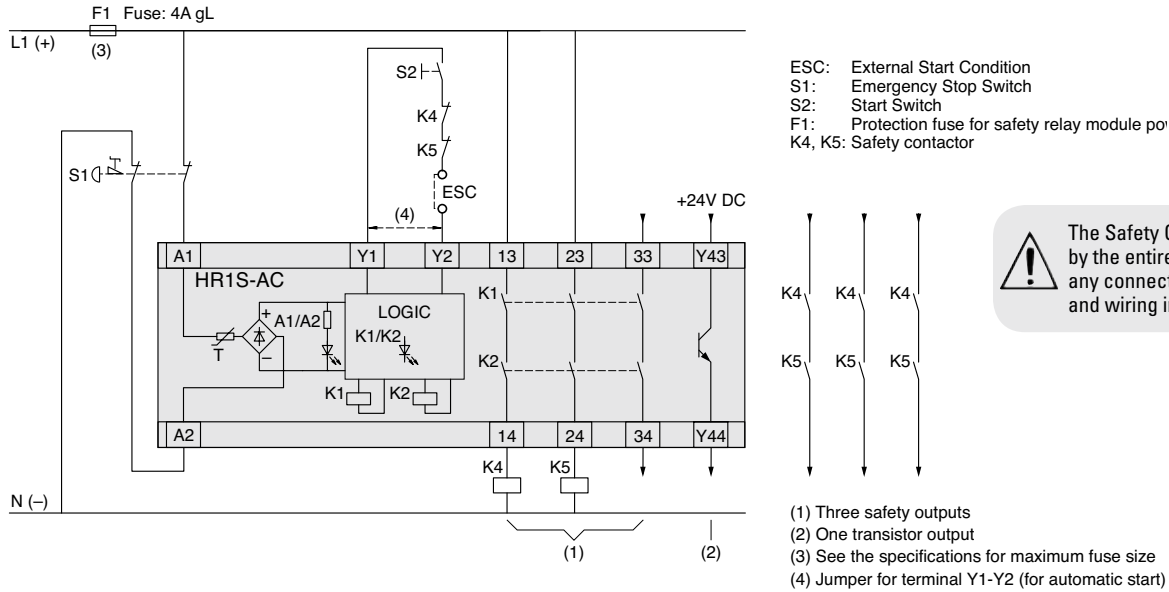 F1 Fuse: 4A gL
L1 (+)
(3)
S2
K4
K5
ESC
S1
(4)
+24V DC
A1 Y1 Y2 13 23 33 Y43
HR1S-AC
+
A1/A2
LOGIC
K1/K2
T
–
K1
K2
K1 K2
A2 14 24 34 Y44
K4 K5
N (–)
(1) (2)
ESC: External Start Condition
S1: Emergency Stop Switch
S2: Start Switch
F1: Protection fuse for safety relay module
K4, K5: Safety contactor
K4 K4 K4
K5 K5 K5
The Safety
by the entire
any connect
and wiring
(1) Three safety outputs
(2) One transistor output
(3) See the specifications for maximum fuse size
(4) Jumper for terminal Y1-Y2 (for automatic start)